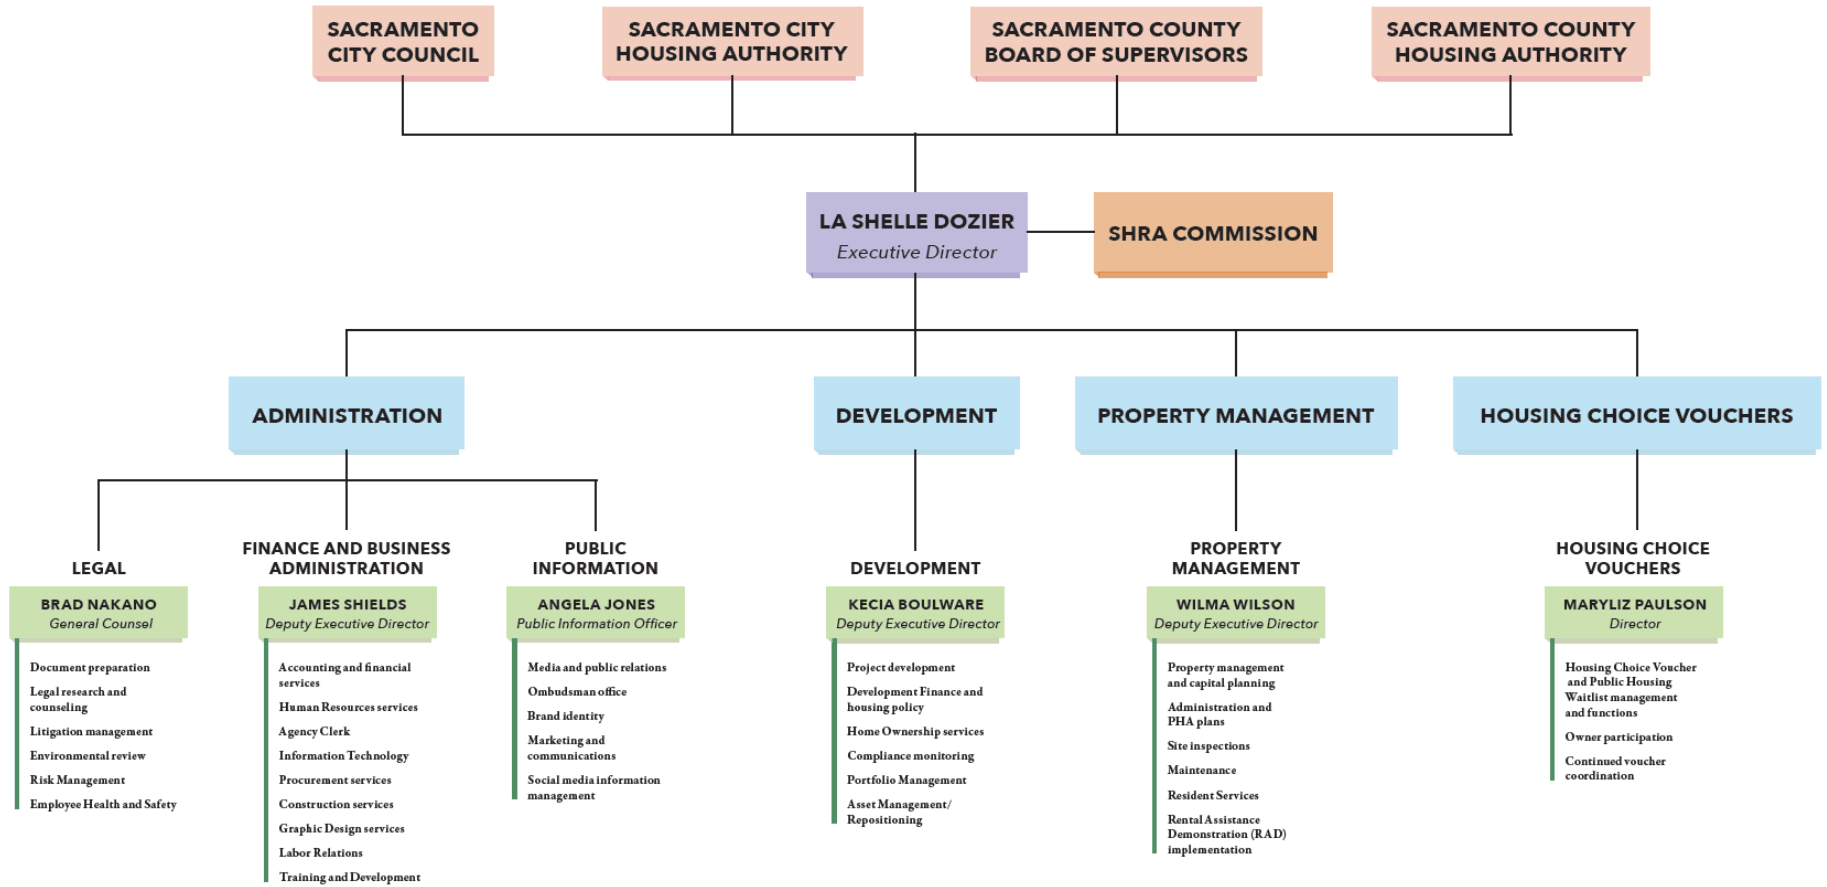 SACRAMENTO
CITY COUNCIL
SACRAMENTO CITY
HOUSING AUTHORITY
SACRAMENTO COUNTY
BOARD OF SUPERVISORS
SACRAMENTO COUNTY
HOUSING AUTHORITY
LA SHELLE DOZIER
Executive Director
SHRA COMMISSION
ADMINISTRATION
DEVELOPMENT
PROPERTY MANAGEMENT
HOUSING CHOICE VOUCHERS
LEGAL
BRAD NAKANO
General Counsel
Document preparation
Legal research and
counseling
Litigation management
Environmental review
Risk Management
Employee Health and Safety
FINANCE AND BUSINESS
ADMINISTRATION
JAMES SHIELDS
Deputy Executive Director
Accounting and financial
services
Human Resources services
Agency Clerk
Information Technology
Procurement services
Construction services
Graphic Design services
Labor Relations
Training and Development
PUBLIC
INFORMATION
ANGELA JONES
Public Information Officer
Media and public relations
Ombudsman office
Brand identity
Marketing and
communications
Social media information
management
DEVELOPMENT
KECIA BOULWARE
Deputy Executive Director
Project development
Development Finance and
housing policy
Home Ownership services
Compliance monitoring
Portfolio Management
Asset Management/
Repositioning
PROPERTY
MANAGEMENT
WILMA WILSON
Deputy Executive Director
Property management
and capital planning
Administration and
PHA plans
Site inspections
Maintenance
Resident Services
Rental Assistance
Demonstration (RAD)
implementation
HOUSING CHOICE
VOUCHERS
MARYLIZ PAULSON
Director
Housing Choice Voucher
and Public Housing
Waitlist management
and functions
Owner participation
Continued voucher
coordination